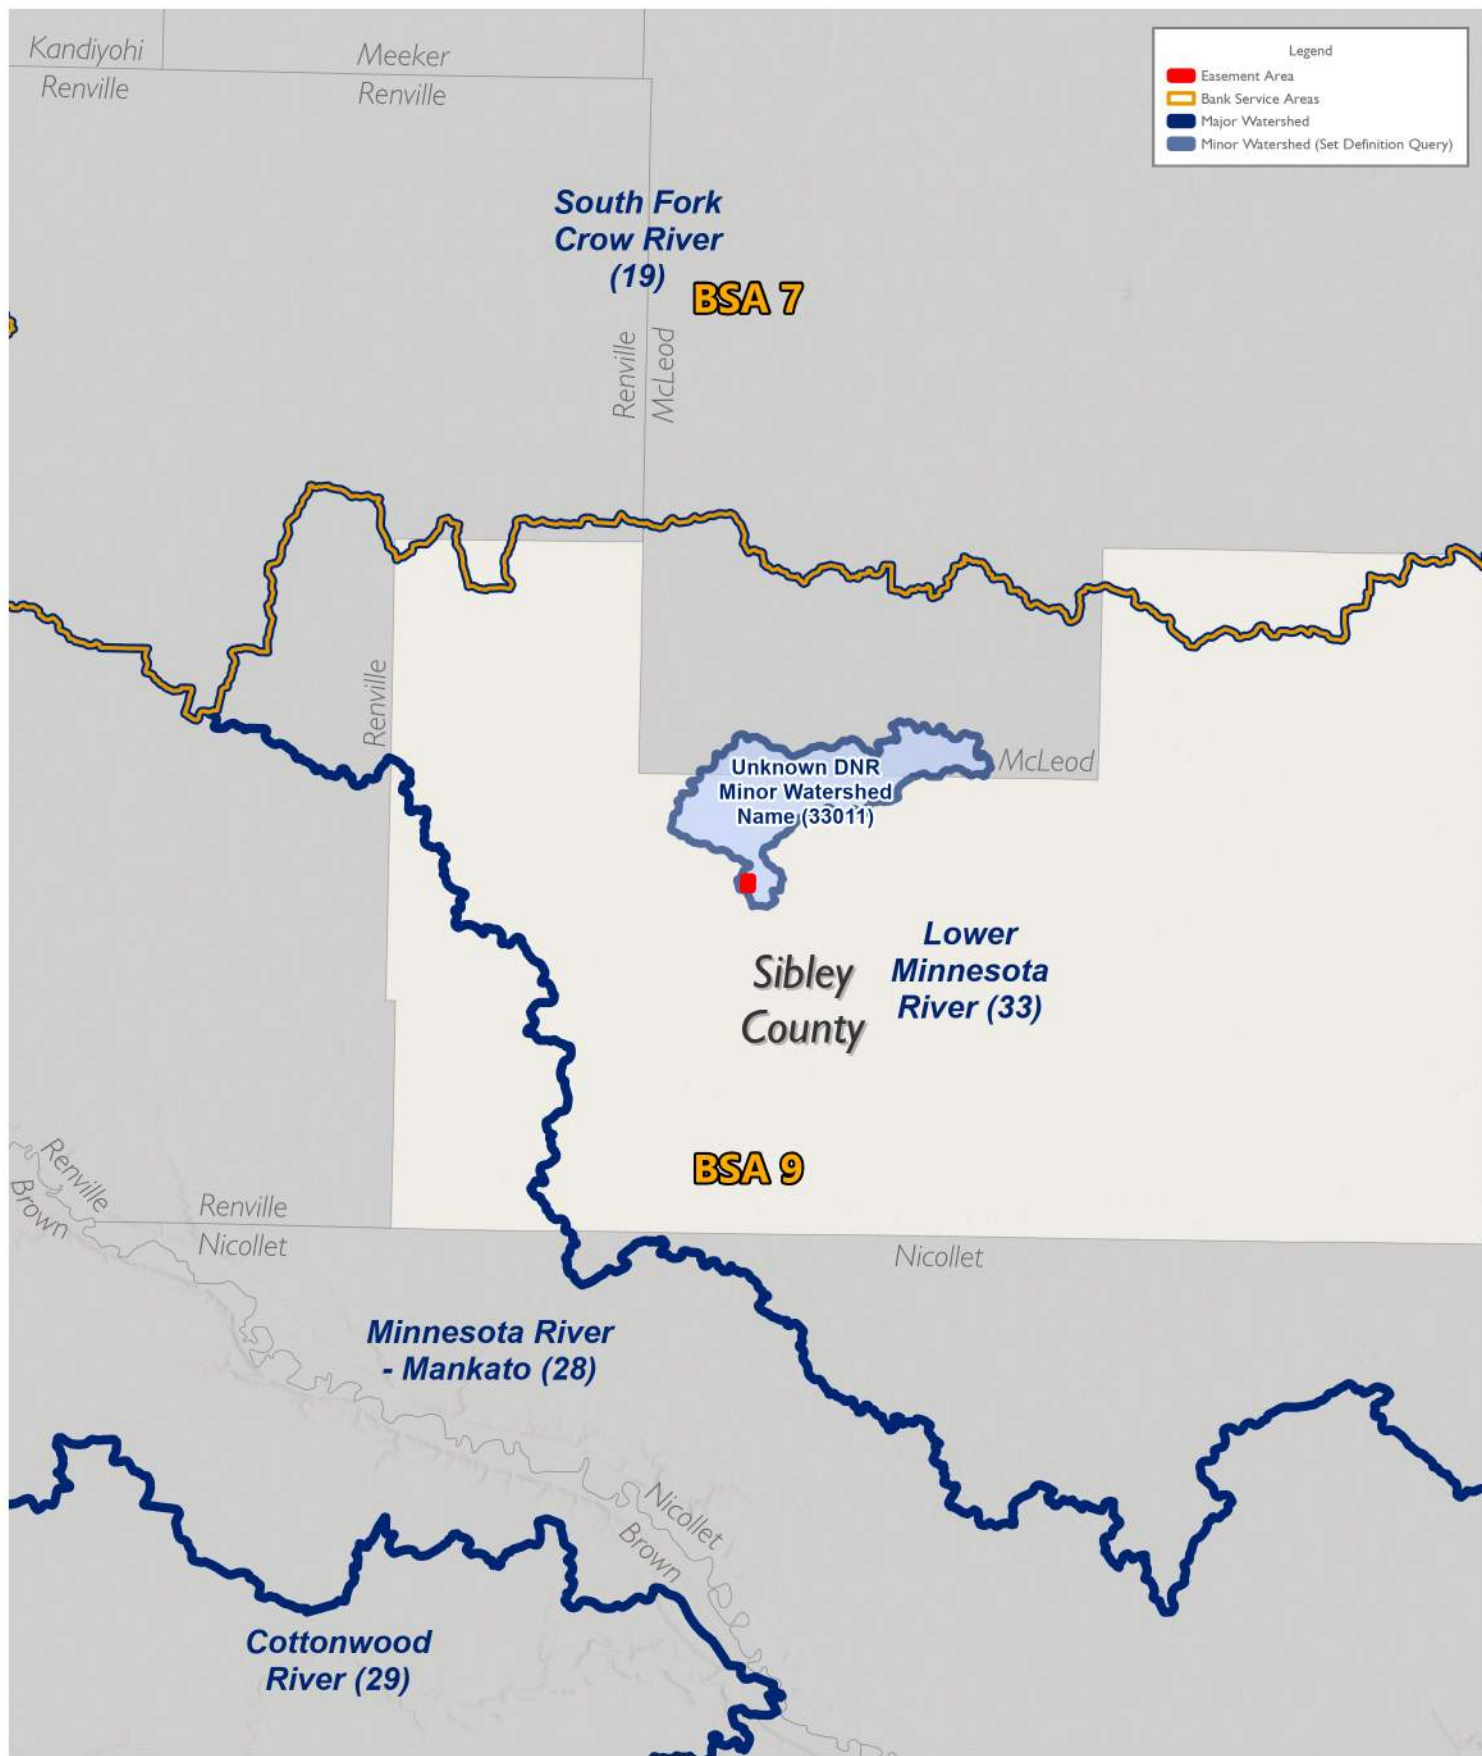 Kandiyohi
Meeker
Renville
Renville
Legend
Easement Area
Bank Service Areas
Major Watershed
Minor Watershed (Set Definition Query)
South Fork
Crow River
(19)
BSA 7
Renville
McLeod
Renville
McLeod
Unknown DNR
Minor Watershed
Name (33011)
Lower
Minnesota
River (33)
Sibley
County
BSA 9
Renville
Brown
Renville
Nicollet
Nicollet
Minnesota River
- Mankato (28)
Nicollet
Brown
Cottonwood
River (29)